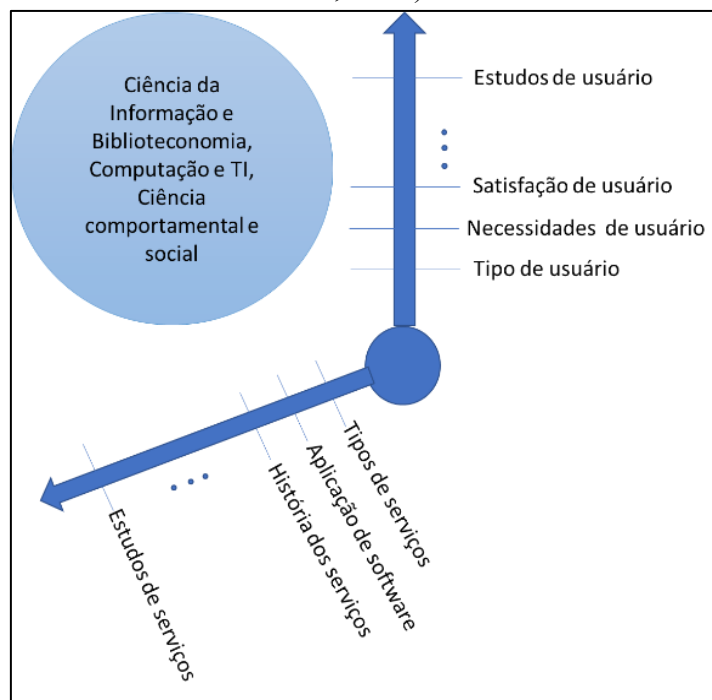 Ciência da
Informação e
Biblioteconomia,
Computação e TI,
Ciência
comportamental e
social
Estudos de usuário
Satisfação de usuário
Necessidades de usuário
Tipo de usuário
Tipos de serviços
Aplicação de software
História dos serviços
Estudos de serviços